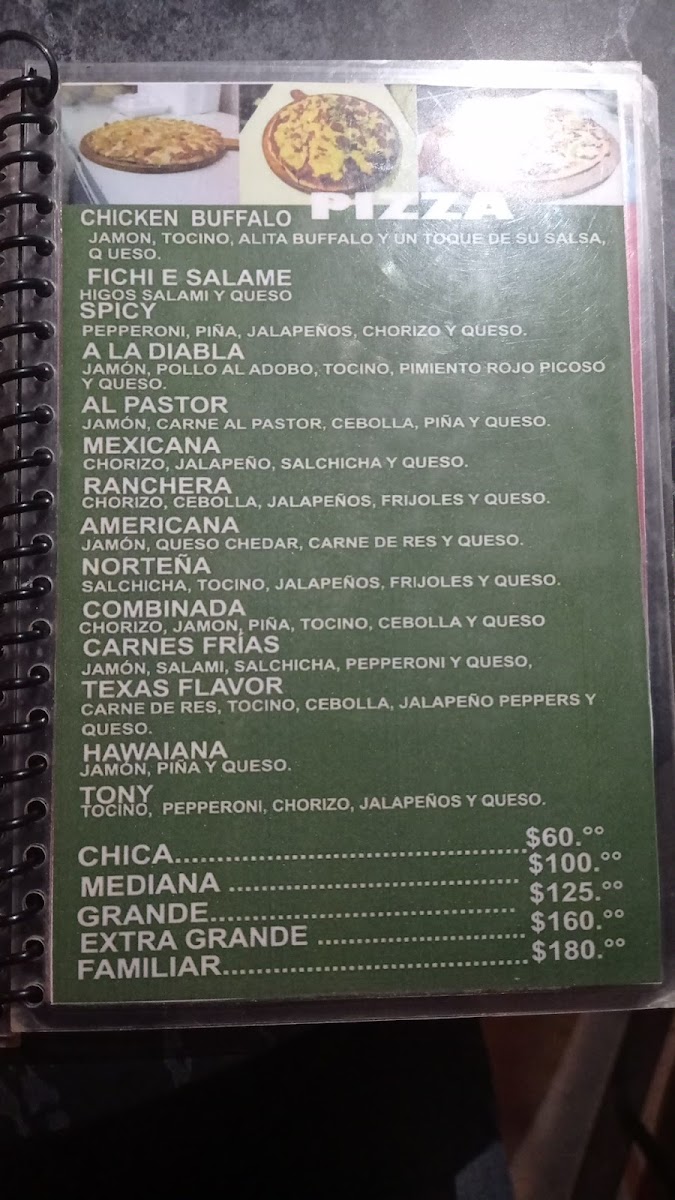 PIZZA
CHICKEN BUFFALO
JAMON, TOCINO, ALITA BUFFALO Y UN TOQUE DE SU SALSA,
Q UESO.
FICHI E SALAME
HIGOS SALAMI Y QUESO
SPICY
PEPPERONI, PIÑA, JALAPEÑOS, CHORIZO Y QUESO.
A LA DIABLA
JAMÓN, POLLO AL ADOBO, TOCINO, PIMIENTO ROJO PICOSO
Y QUESO.
AL PASTOR
JAMÓN, CARNE AL PASTOR, CEBOLLA, PIÑA Y QUESO.
MEXICANA
CHORIZO, JALAPEÑO, SALCHICHA Y QUESO.
RANCHERA
CHORIZO, CEBOLLA, JALAPEÑOS, FRIJOLES Y QUESO.
AMERICANA
JAMÓN, QUESO CHEDAR, CARNE DE RES Y QUESO.
NORTEÑA
SALCHICHA, TOCINO, JALAPEÑOS, FRIJOLES Y QUESO.
COMBINADA
CHORIZO, JAMON, PIÑA, TOCINO, CEBOLLA Y QUESO
CARNES FRÍAS
JAMÓN, SALAMI, SALCHICHA, PEPPERONI Y QUESO,
TEXAS FLAVOR
CARNE DE RES, TOCINO, CEBOLLA, JALAPEÑO PEPPERS Y
QUESO.
HAWAIANA
JAMÓN, PIÑA Y QUESO.
TONY
TOCINO, PEPPERONI, CHORIZO, JALAPEÑOS Y QUESO.
CHICA..........................................$60.°°
MEDIANA ...................................$100.°°
GRANDE.....................................$125.°°
EXTRA GRANDE .........................$160.°°
FAMILIAR.....................................$180.°°